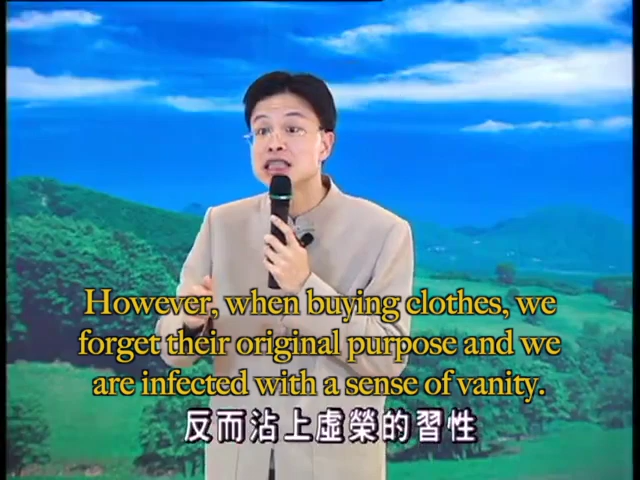 However, when buying clothes, we
forget their original purpose and we
are infected with a sense of vanity.
反而沾上虛榮的習性